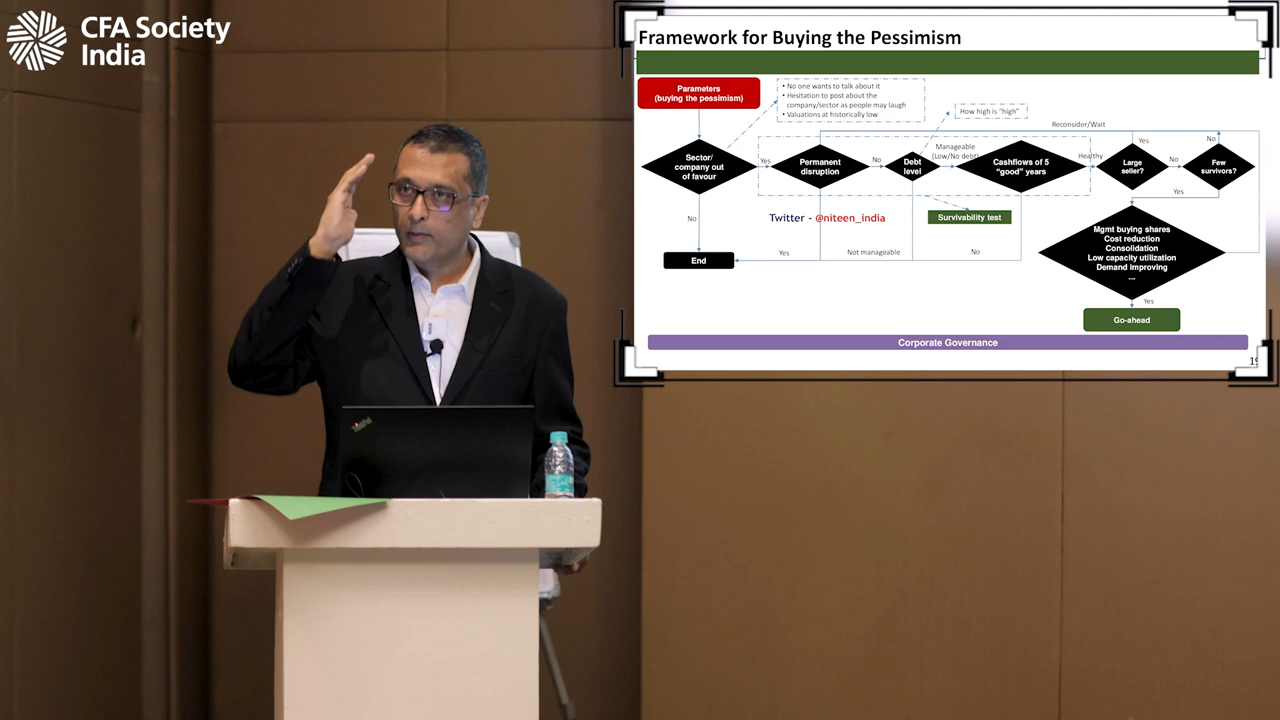 CFA Society
India
Framework for Buying the Pessimism
Parameters
(buying the pessimism)
• No one wants to talk about it
• Hesitation to post about the
company/sector as people may laugh
• Valuations at historically low
How high is “high”
Reconsider/Wait
Sector/
company out
of favour
Yes
Permanent
disruption
No
Debt
level
Manageable
(Low/No debt)
Cashflows of 5
“good” years
Healthy
Large
seller?
Yes
No
Few
survivors?
No
Yes
No
Twitter - @niteen_india
Survivability test
Mgmt buying shares
Cost reduction
Consolidation
Low capacity utilization
Demand improving
...
End
Yes
Not manageable
No
Yes
Go-ahead
Corporate Governance
ThinkPad